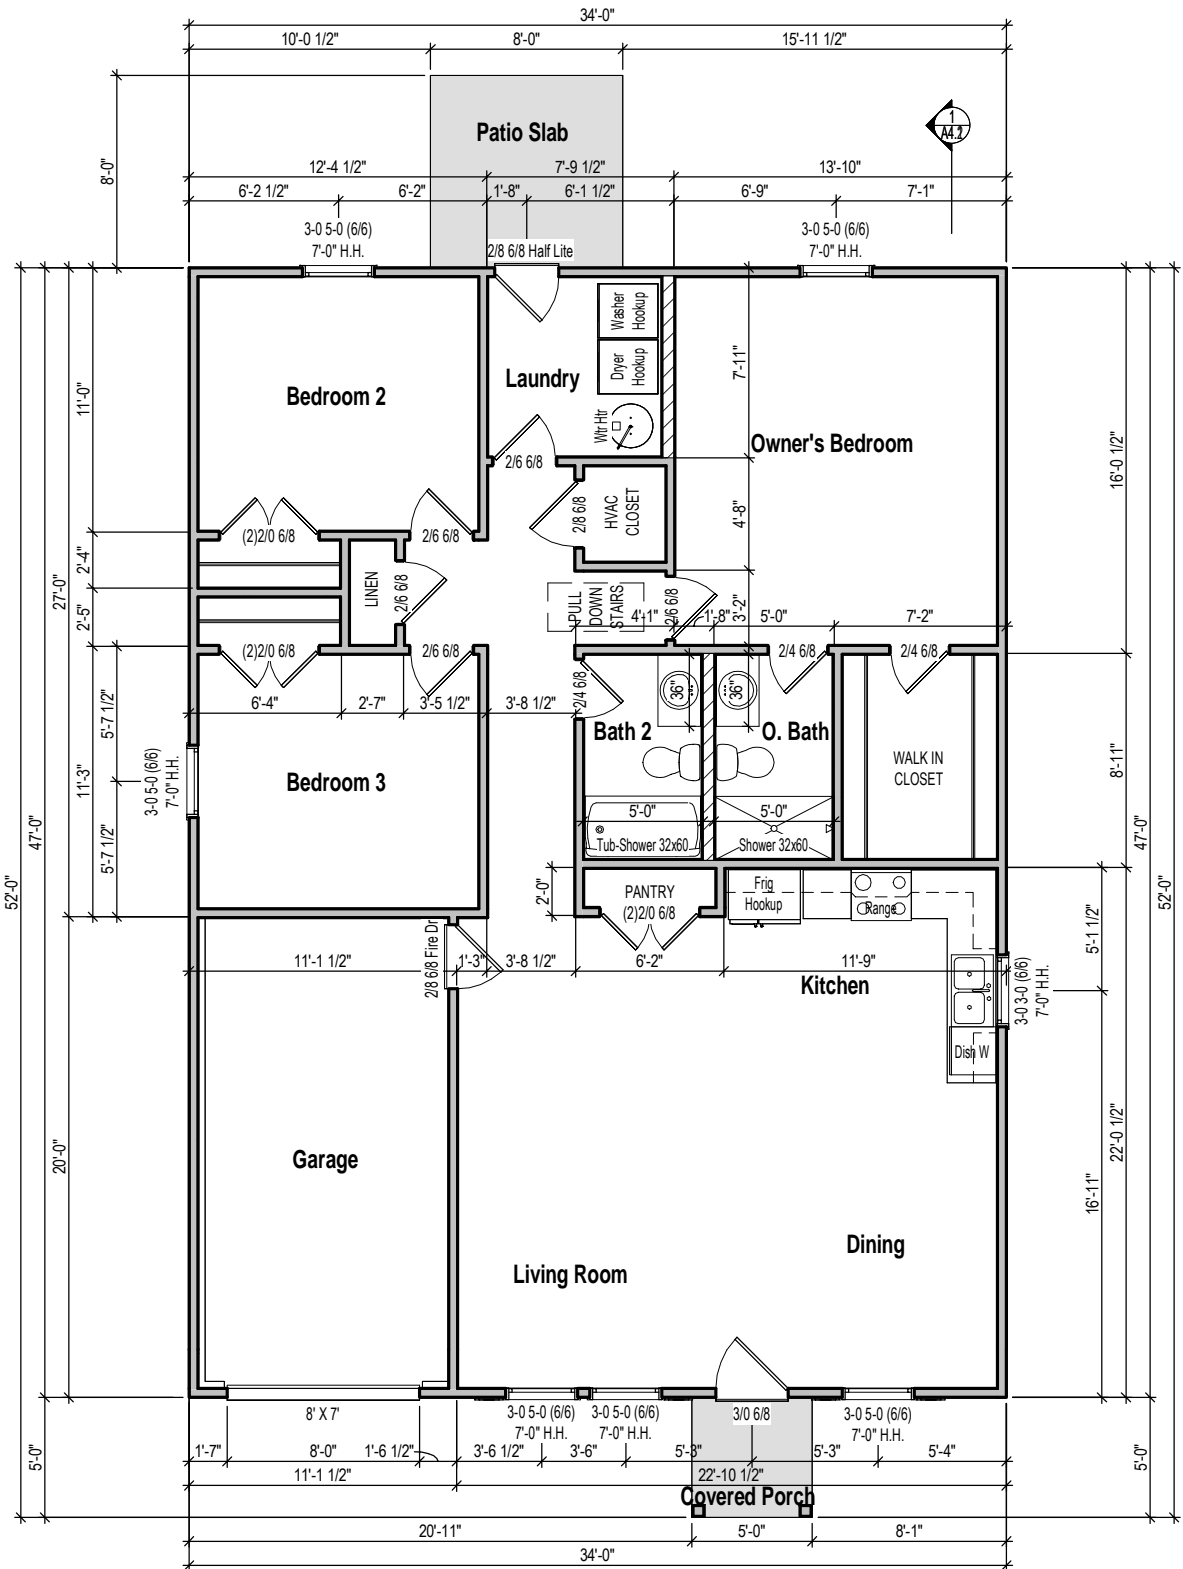 34'-0"
10'-0 1/2"
8'-0"
15'-11 1/2"
8'-0"
Patio Slab
1
A4.2
12'-4 1/2"
7'-9 1/2"
13'-10"
6'-2 1/2"
6'-2"
1'-8"
6'-1 1/2"
6'-9"
7'-1"
3-0 5-0 (6/6)
7'-0" H.H.
2/8 6/8 Half Lite
3-0 5-0 (6/6)
7'-0" H.H.
Washer
Hookup
Dryer
Hookup
Wtr Htr
Laundry
Bedroom 2
Owner's Bedroom
7'-11"
4'-8"
3'-2"
11'-0"
2'-4"
2'-5"
27'-0"
16'-0 1/2"
2/6 6/8
2/8 6/8
HVAC
CLOSET
(2)2/0 6/8
2/6 6/8
LINEN
2/6 6/8
PULL
DOWN
STAIRS
4'-1"
2/6 6/8
1'-8"
5'-0"
7'-2"
(2)2/0 6/8
2/6 6/8
2/4 6/8
2/4 6/8
2/4 6/8
36"
36"
6'-4"
2'-7"
3'-5 1/2"
3'-8 1/2"
Bath 2
O. Bath
WALK IN
CLOSET
Bedroom 3
3-0 5-0 (6/6)
7'-0" H.H.
5'-7 1/2"
5'-7 1/2"
11'-3"
47'-0"
52'-0"
8'-11"
47'-0"
52'-0"
5'-0"
5'-0"
Tub-Shower 32x60
Shower 32x60
2'-0"
PANTRY
(2)2/0 6/8
Frig
Hookup
Range
2/8 6/8 Fire Dr
11'-1 1/2"
1'-3"
3'-8 1/2"
6'-2"
11'-9"
Kitchen
3-0 3-0 (6/6)
7'-0" H.H.
5'-1 1/2"
Dish W
22'-0 1/2"
16'-11"
20'-0"
Garage
Living Room
Dining
8' X 7'
3-0 5-0 (6/6)
7'-0" H.H.
3-0 5-0 (6/6)
7'-0" H.H.
3/0 6/8
3-0 5-0 (6/6)
7'-0" H.H.
5'-0"
5'-0"
1'-7"
8'-0"
1'-6 1/2"
3'-6 1/2"
3'-6"
5'-3"
5'-3"
5'-4"
11'-1 1/2"
22'-10 1/2"
Covered Porch
20'-11"
5'-0"
8'-1"
34'-0"